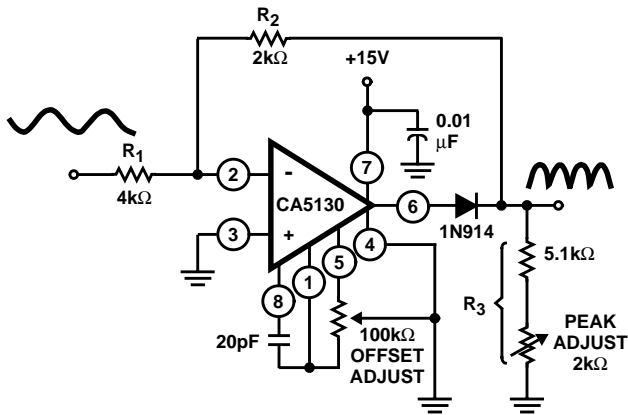 R2
2kΩ
+15V
0.01
μF
R1
4kΩ
2
-
7
CA5130
6
1N914
3
+
4
5
1
8
5.1kΩ
R3
20pF
100kΩ
OFFSET
ADJUST
PEAK
ADJUST
2kΩ